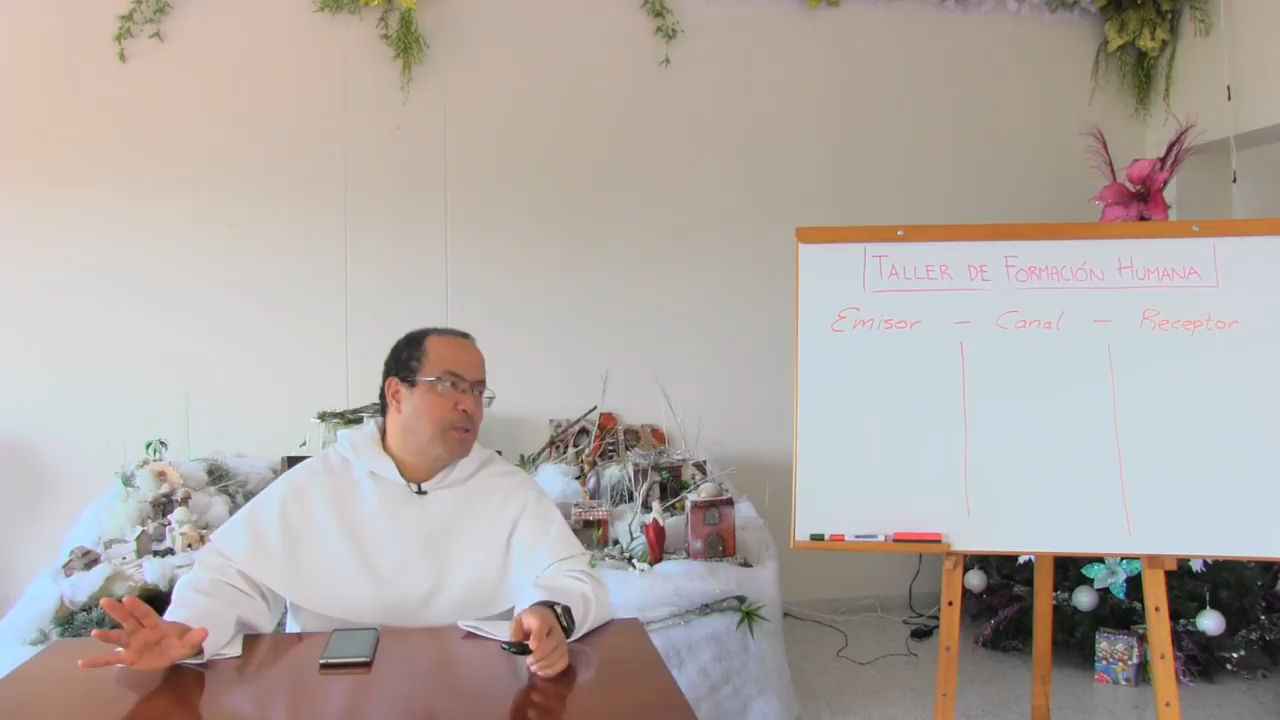 TALLER DE FORMACIÓN HUMANA
Emisor - Canal - Receptor